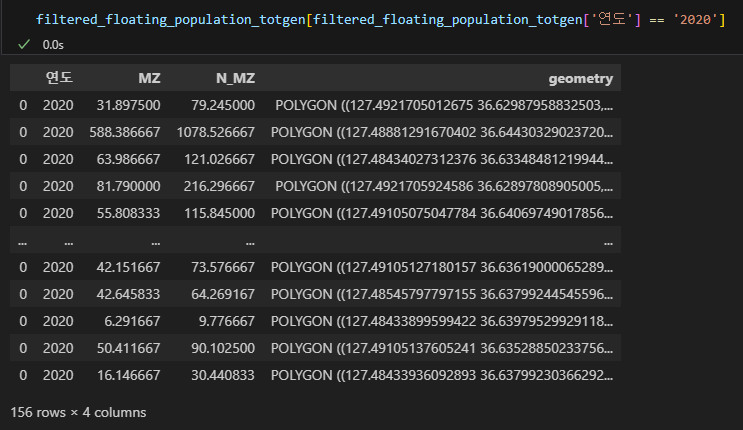 filtered_floating_population_totgen[filtered_floating_population_totgen['연도'] == '2020']
0.0s
연도 MZ N_MZ geometry
0 2020 31.897500 79.245000 POLYGON ((127.4921705012675 36.62987958832503,...
0 2020 588.386667 1078.526667 POLYGON ((127.48881291670402 36.64430329023720...
0 2020 63.986667 121.026667 POLYGON ((127.48434027312376 36.63348481219944...
0 2020 81.790000 216.296667 POLYGON ((127.4921705924586 36.62897808905005,...
0 2020 55.808333 115.845000 POLYGON ((127.49105075047784 36.64069749017856...
... ... ... ... ...
0 2020 42.151667 73.576667 POLYGON ((127.49105127180157 36.63619000065289...
0 2020 42.645833 64.269167 POLYGON ((127.48545797797155 36.63799244545596...
0 2020 6.291667 9.776667 POLYGON ((127.48433899599422 36.63979529929118...
0 2020 50.411667 90.102500 POLYGON ((127.49105137605241 36.63528850233756...
0 2020 16.146667 30.440833 POLYGON ((127.48433936092893 36.63799230366292...
156 rows × 4 columns